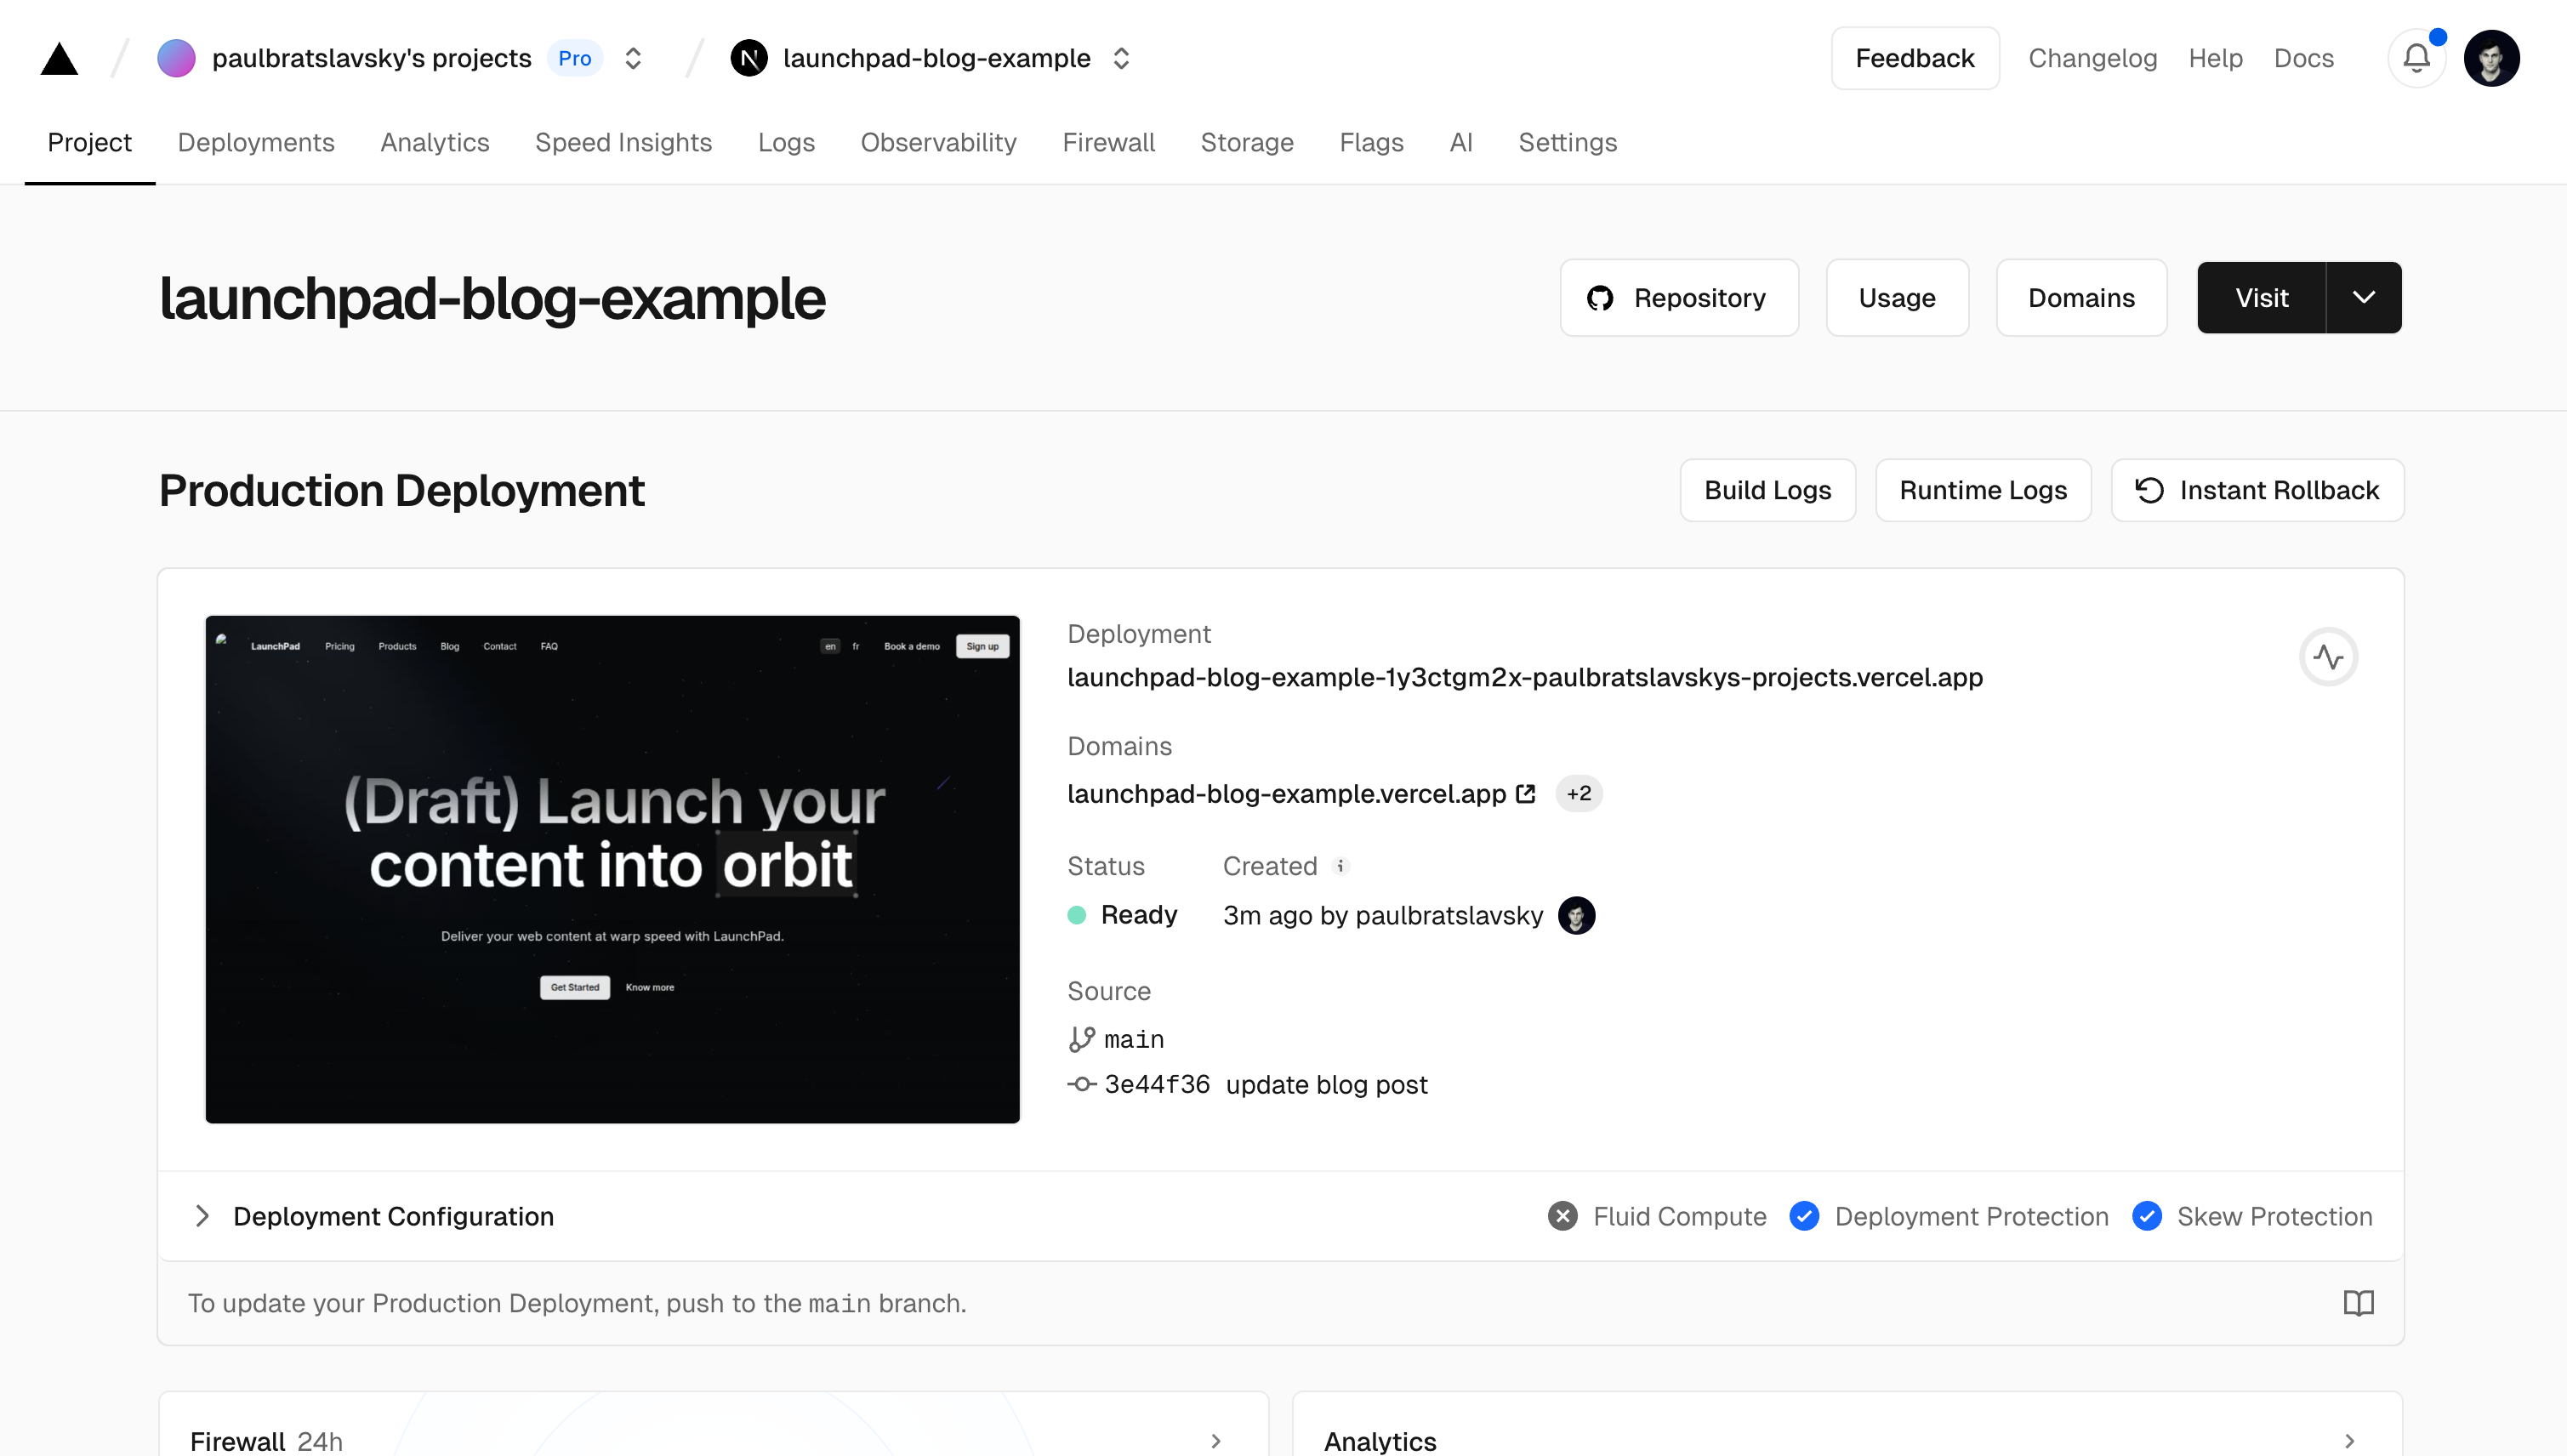 paulbratslavsky's projects Pro launchpad-blog-example Feedback Changelog Help Docs
Project Deployments Analytics Speed Insights Logs Observability Firewall Storage Flags AI Settings
launchpad-blog-example Repository Usage Domains Visit
Production Deployment Build Logs Runtime Logs Instant Rollback
LaunchPad Pricing Products Blog Contact FAQ en fr Book a demo Sign up
(Draft) Launch your
content into orbit
Deliver your web content at warp speed with LaunchPad.
Get Started Know more
Deployment
launchpad-blog-example-1y3ctgm2x-paulbratslavskys-projects.vercel.app
Domains
launchpad-blog-example.vercel.app +2
Status Created
Ready 3m ago by paulbratslavsky
Source
main
3e44f36 update blog post
Deployment Configuration Fluid Compute Deployment Protection Skew Protection
To update your Production Deployment, push to the main branch.
Firewall 24h Analytics